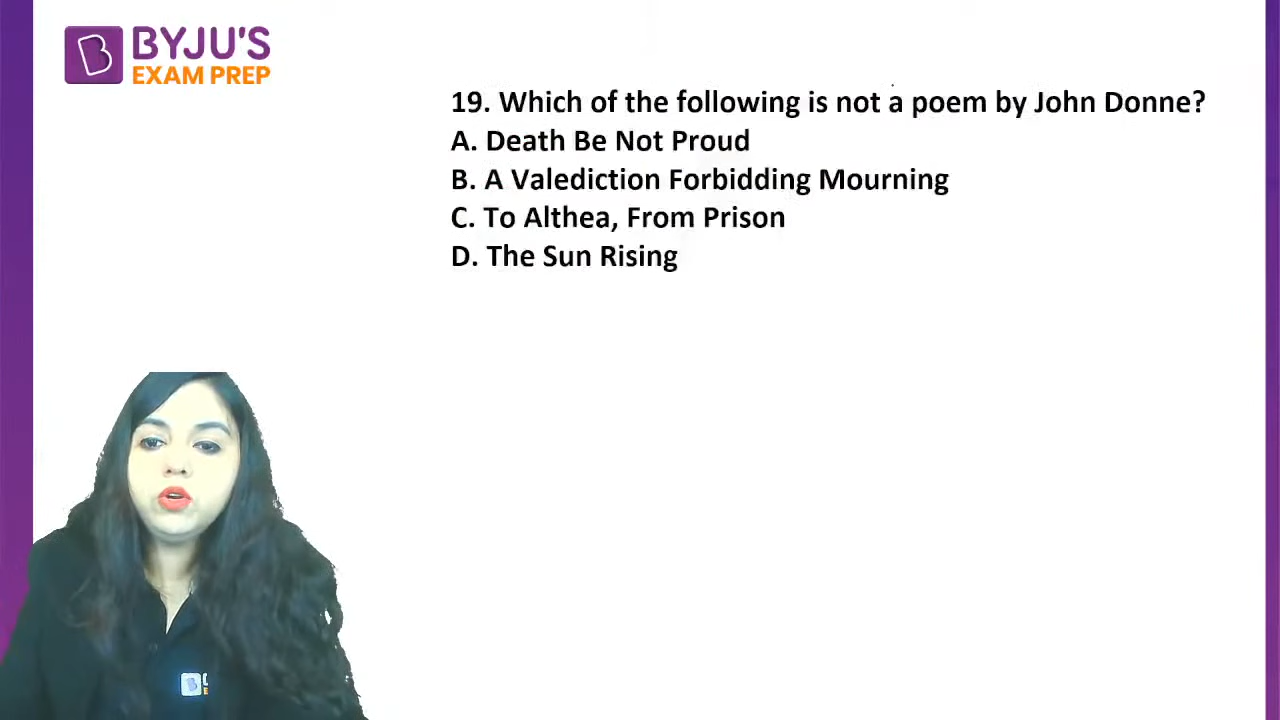 BYJU'S
EXAM PREP
19. Which of the following is not a poem by John Donne?
A. Death Be Not Proud
B. A Valediction Forbidding Mourning
C. To Althea, From Prison
D. The Sun Rising